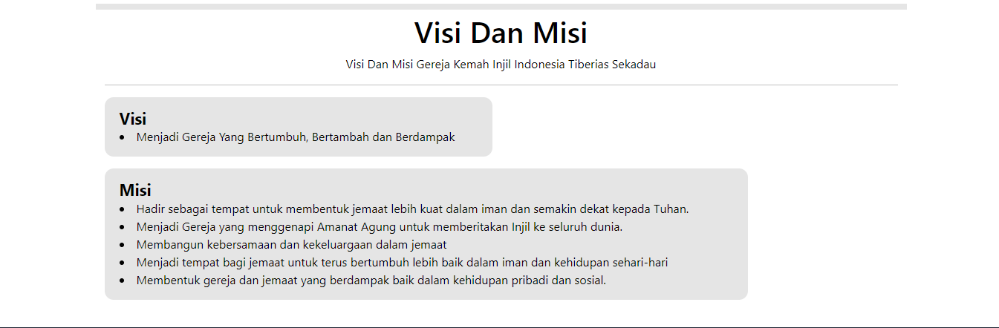 Visi Dan Misi
Visi Dan Misi Gereja Kemah Injil Indonesia Tiberias Sekadau
Visi
• Menjadi Gereja Yang Bertumbuh, Bertambah dan Berdampak
Misi
• Hadir sebagai tempat untuk membentuk jemaat lebih kuat dalam iman dan semakin dekat kepada Tuhan.
• Menjadi Gereja yang menggenapi Amanat Agung untuk memberitakan Injil ke seluruh dunia.
• Membangun kebersamaan dan kekeluargaan dalam jemaat
• Menjadi tempat bagi jemaat untuk terus bertumbuh lebih baik dalam iman dan kehidupan sehari-hari
• Membentuk gereja dan jemaat yang berdampak baik dalam kehidupan pribadi dan sosial.